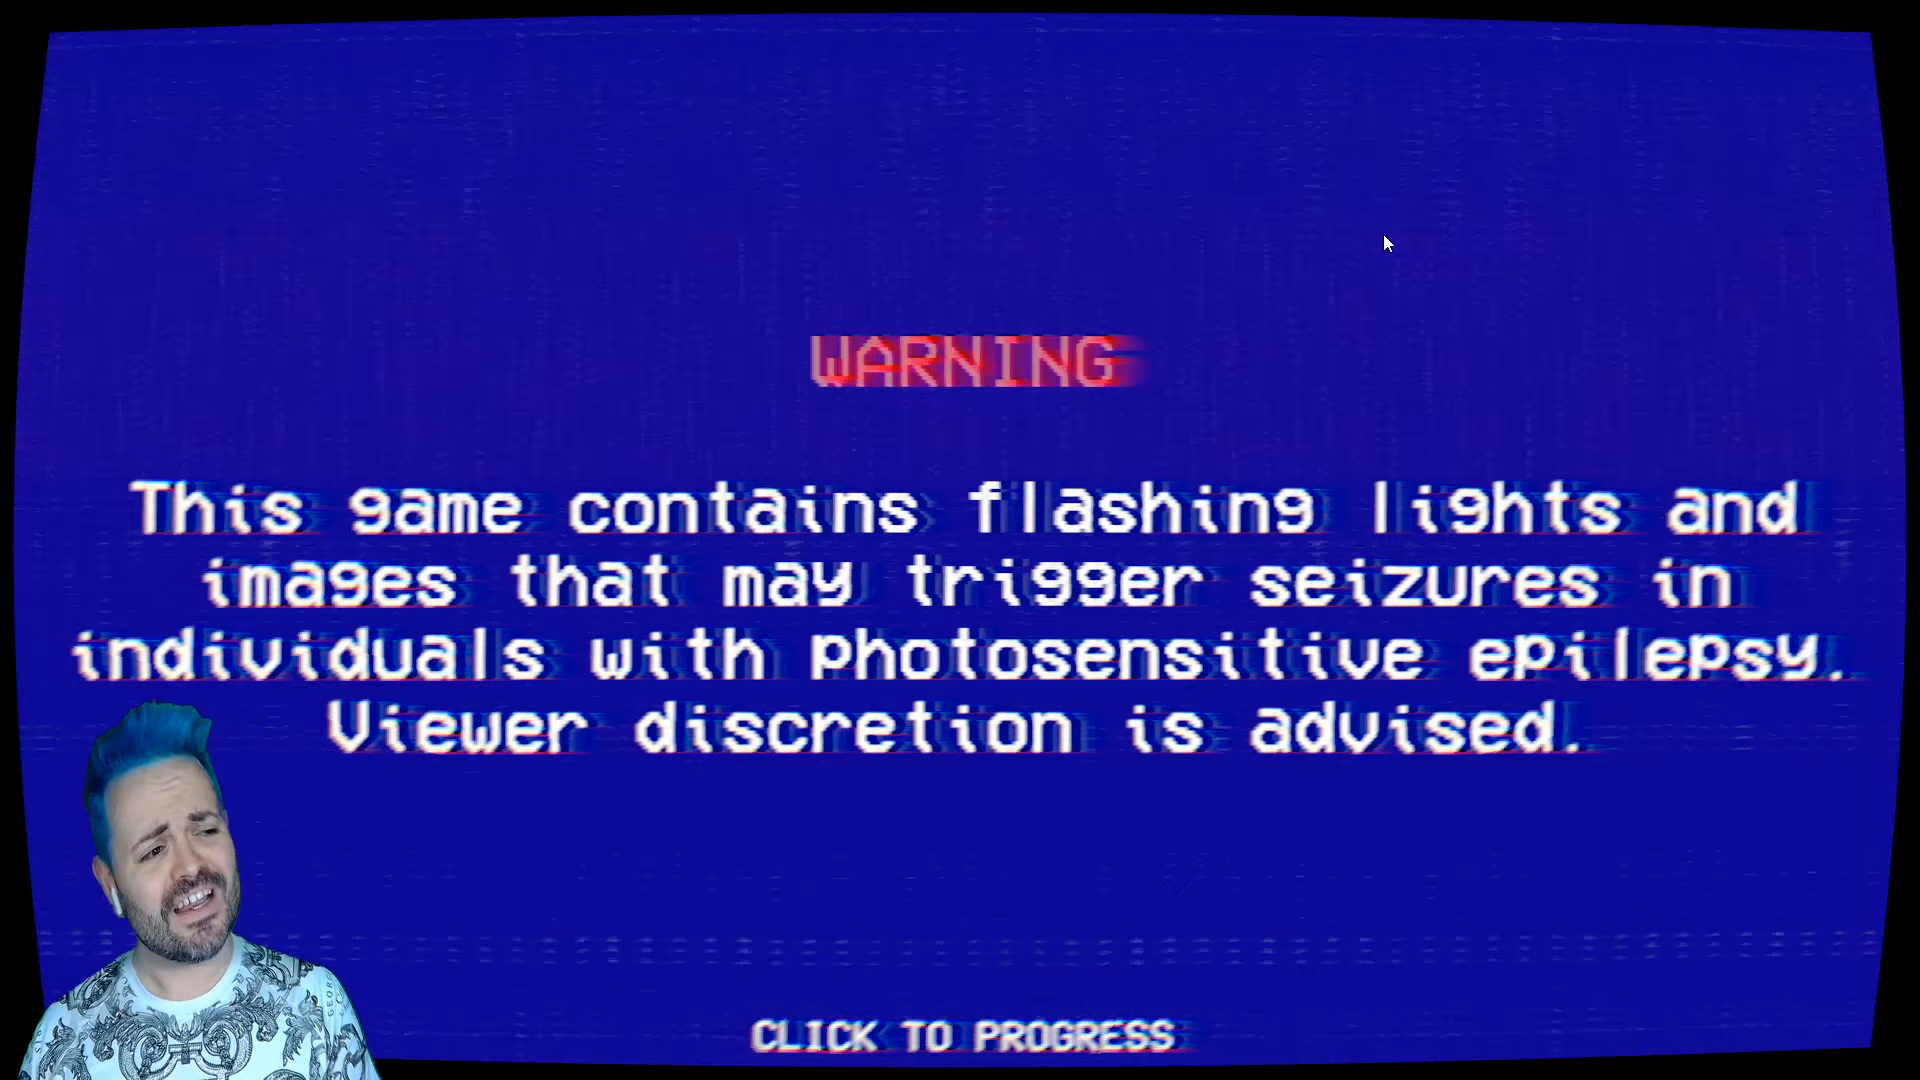 WARNING
This game contains flashing lights and
images that may trigger seizures in
individuals with photosensitive epilepsy.
Viewer discretion is advised.
CLICK TO PROGRESS